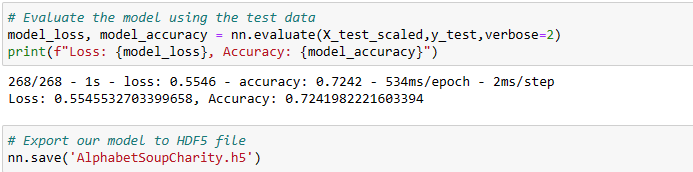 # Evaluate the model using the test data
model_loss, model_accuracy = nn.evaluate(X_test_scaled,y_test,verbose=2)
print(f"Loss: {model_loss}, Accuracy: {model_accuracy}")
268/268 - 1s - loss: 0.5546 - accuracy: 0.7242 - 534ms/epoch - 2ms/step
Loss: 0.5545532703399658, Accuracy: 0.7241982221603394
# Export our model to HDF5 file
nn.save('AlphabetSoupCharity.h5')